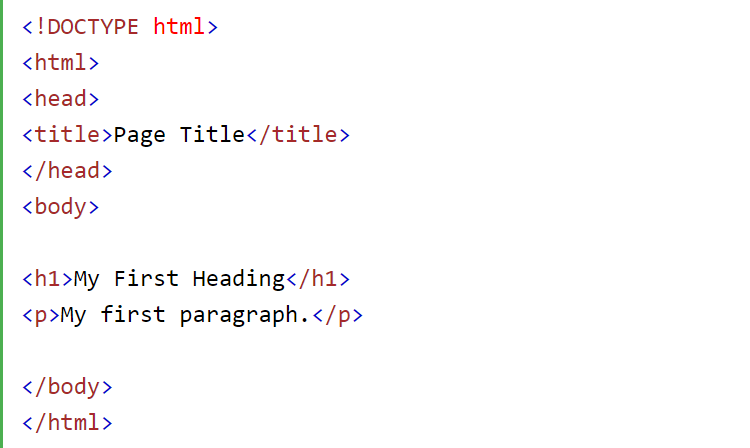 <!DOCTYPE html>
<html>
<head>
<title>Page Title</title>
</head>
<body>
<h1>My First Heading</h1>
<p>My first paragraph.</p>
</body>
</html>